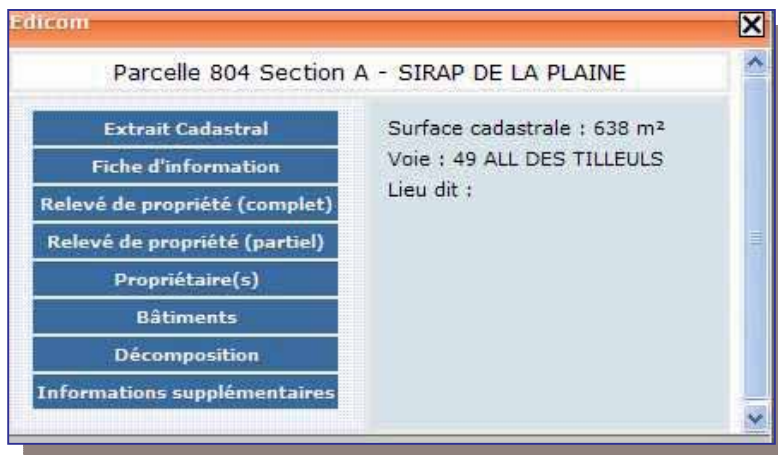 Edicom
Parcelle 804 Section A - SIRAP DE LA PLAINE
Extrait Cadastral
Fiche d'information
Relevé de propriété (complet)
Relevé de propriété (partiel)
Propriétaire(s)
Bâtiments
Décomposition
Informations supplémentaires
Surface cadastrale : 638 m²
Voie : 49 ALL DES TILLEULS
Lieu dit :